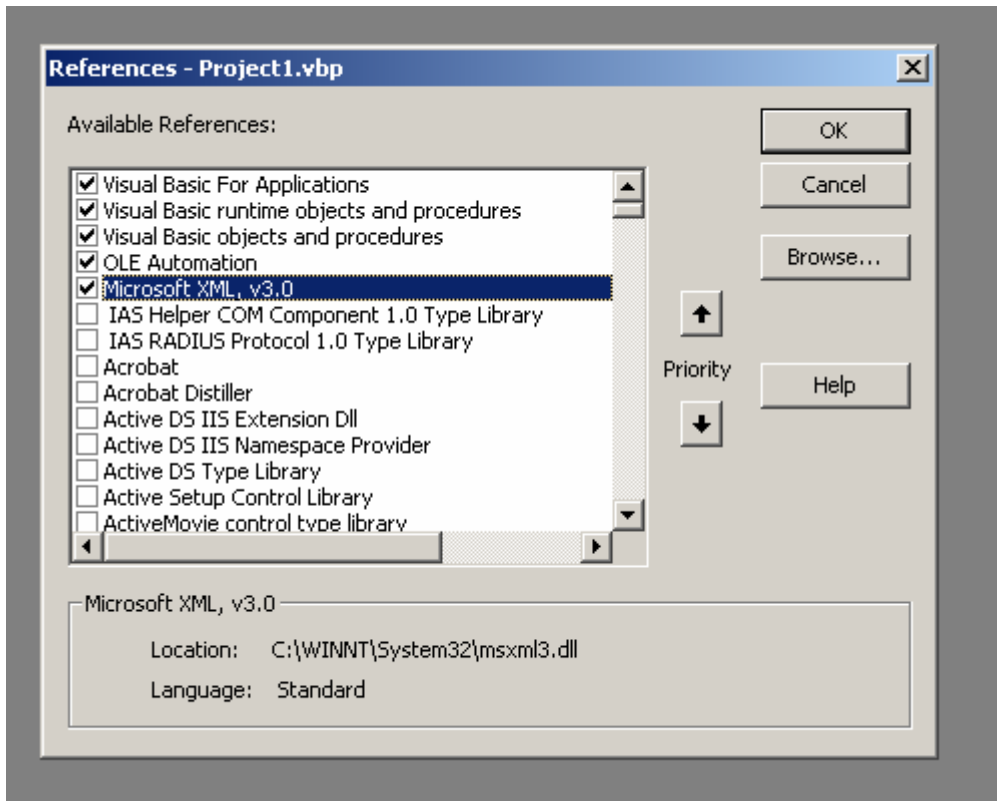 References - Project1.vbp
Available References:
Visual Basic For Applications
Visual Basic runtime objects and procedures
Visual Basic objects and procedures
OLE Automation
Microsoft XML, v3.0
IAS Helper COM Component 1.0 Type Library
IAS RADIUS Protocol 1.0 Type Library
Acrobat
Acrobat Distiller
Active DS IIS Extension Dll
Active DS IIS Namespace Provider
Active DS Type Library
Active Setup Control Library
ActiveMovie control type library
OK
Cancel
Browse...
Priority
Help
Microsoft XML, v3.0
Location: C:\WINNT\System32\msxml3.dll
Language: Standard